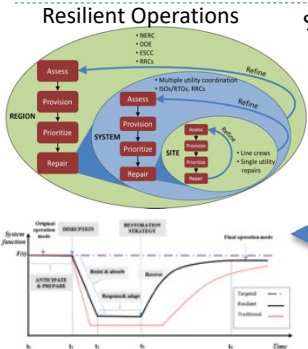 Resilient Operations
• NERC
• DOE
• ESCC
• RRCs
REGION
Assess
Provision
Prioritize
Repair
Refine
• Multiple utility coordination
• ISOs/RTOs, RRCs
SYSTEM
Assess
Provision
Prioritize
Repair
Refine
SITE
Assess
Provision
Prioritize
Repair
Refine
• Line crews
• Single utility
repairs
System
function
Original
operation
mode
DISRUPTION
RESTORATION
STRATEGY
Final operation mode
F(t)
ANTICIPATE
& PREPARE
Resist & absorb
Respond & adapt
Recover
Targeted
Resilient
Traditional
Time